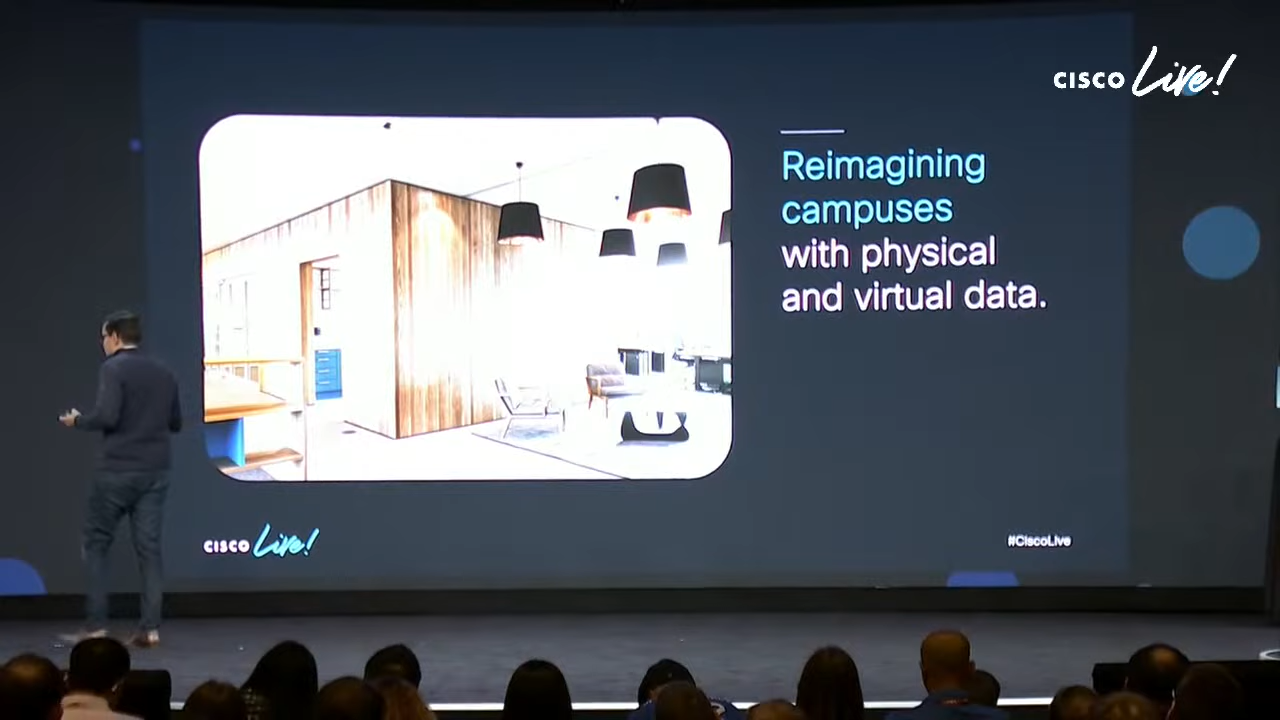 CISCO Live!
Reimagining
campuses
with physical
and virtual data.
CISCO Live!
#CiscoLive